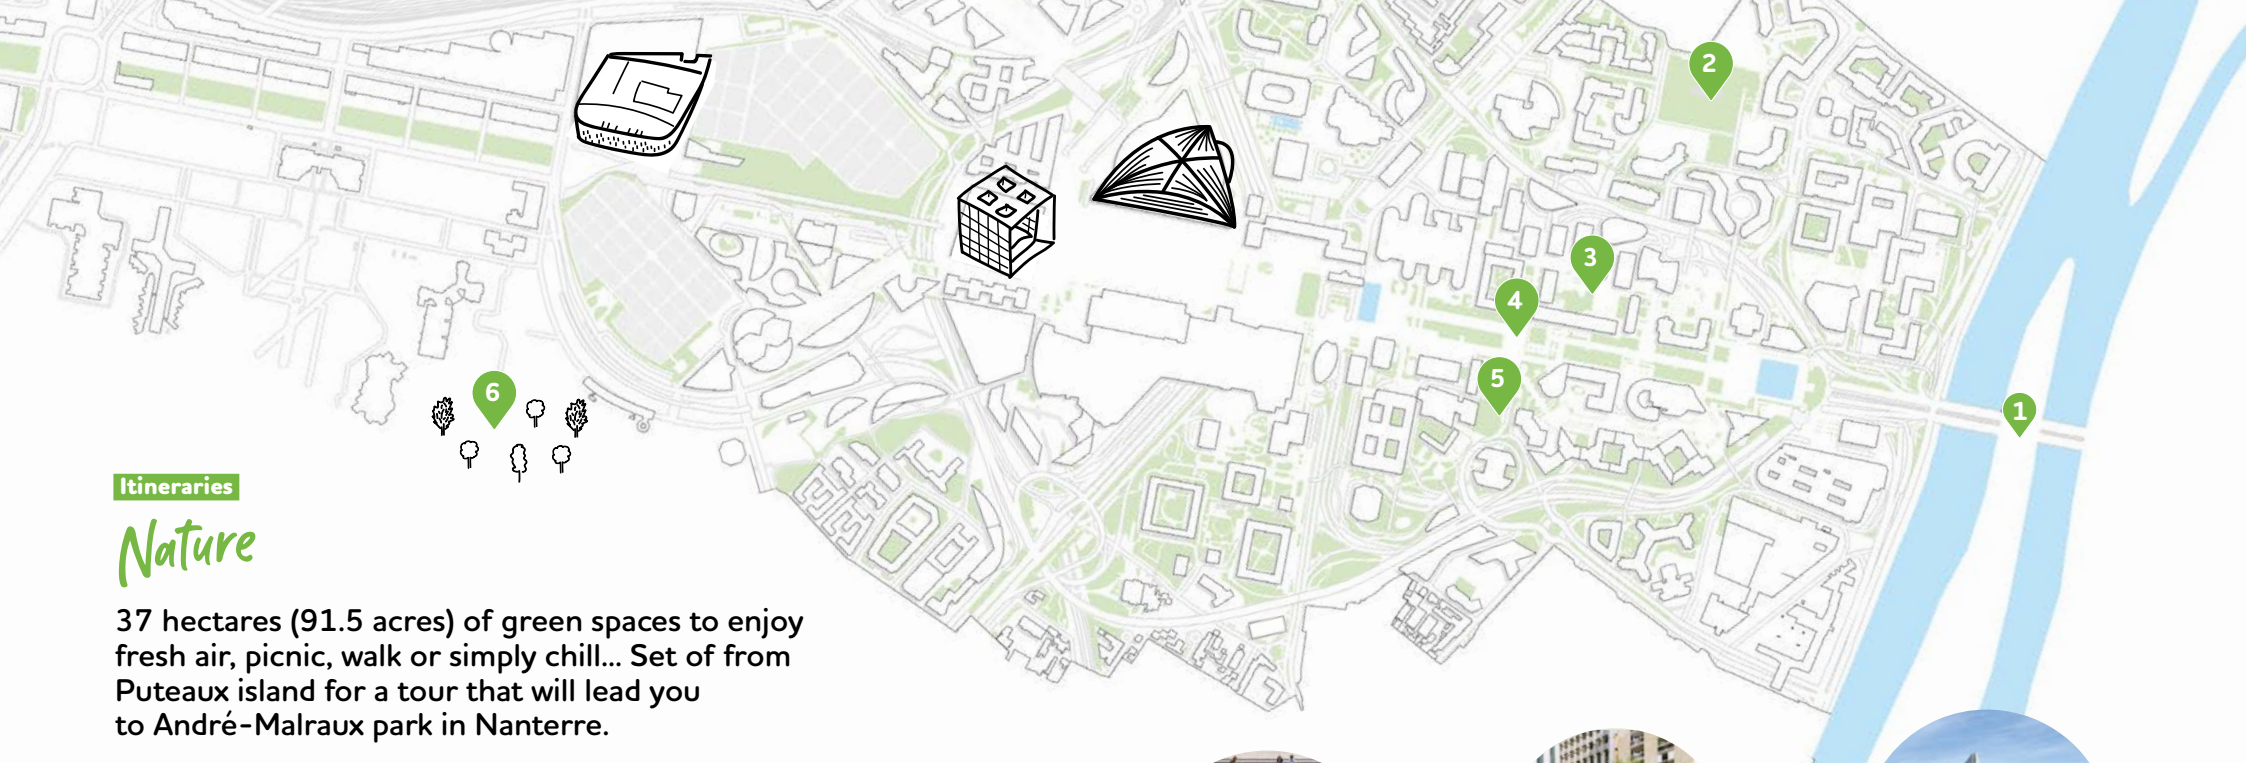 2
3
4
5
6
1
Itineraries
Nature
37 hectares (91.5 acres) of green spaces to enjoy
fresh air, picnic, walk or simply chill... Set of from
Puteaux island for a tour that will lead you
to André-Malraux park in Nanterre.